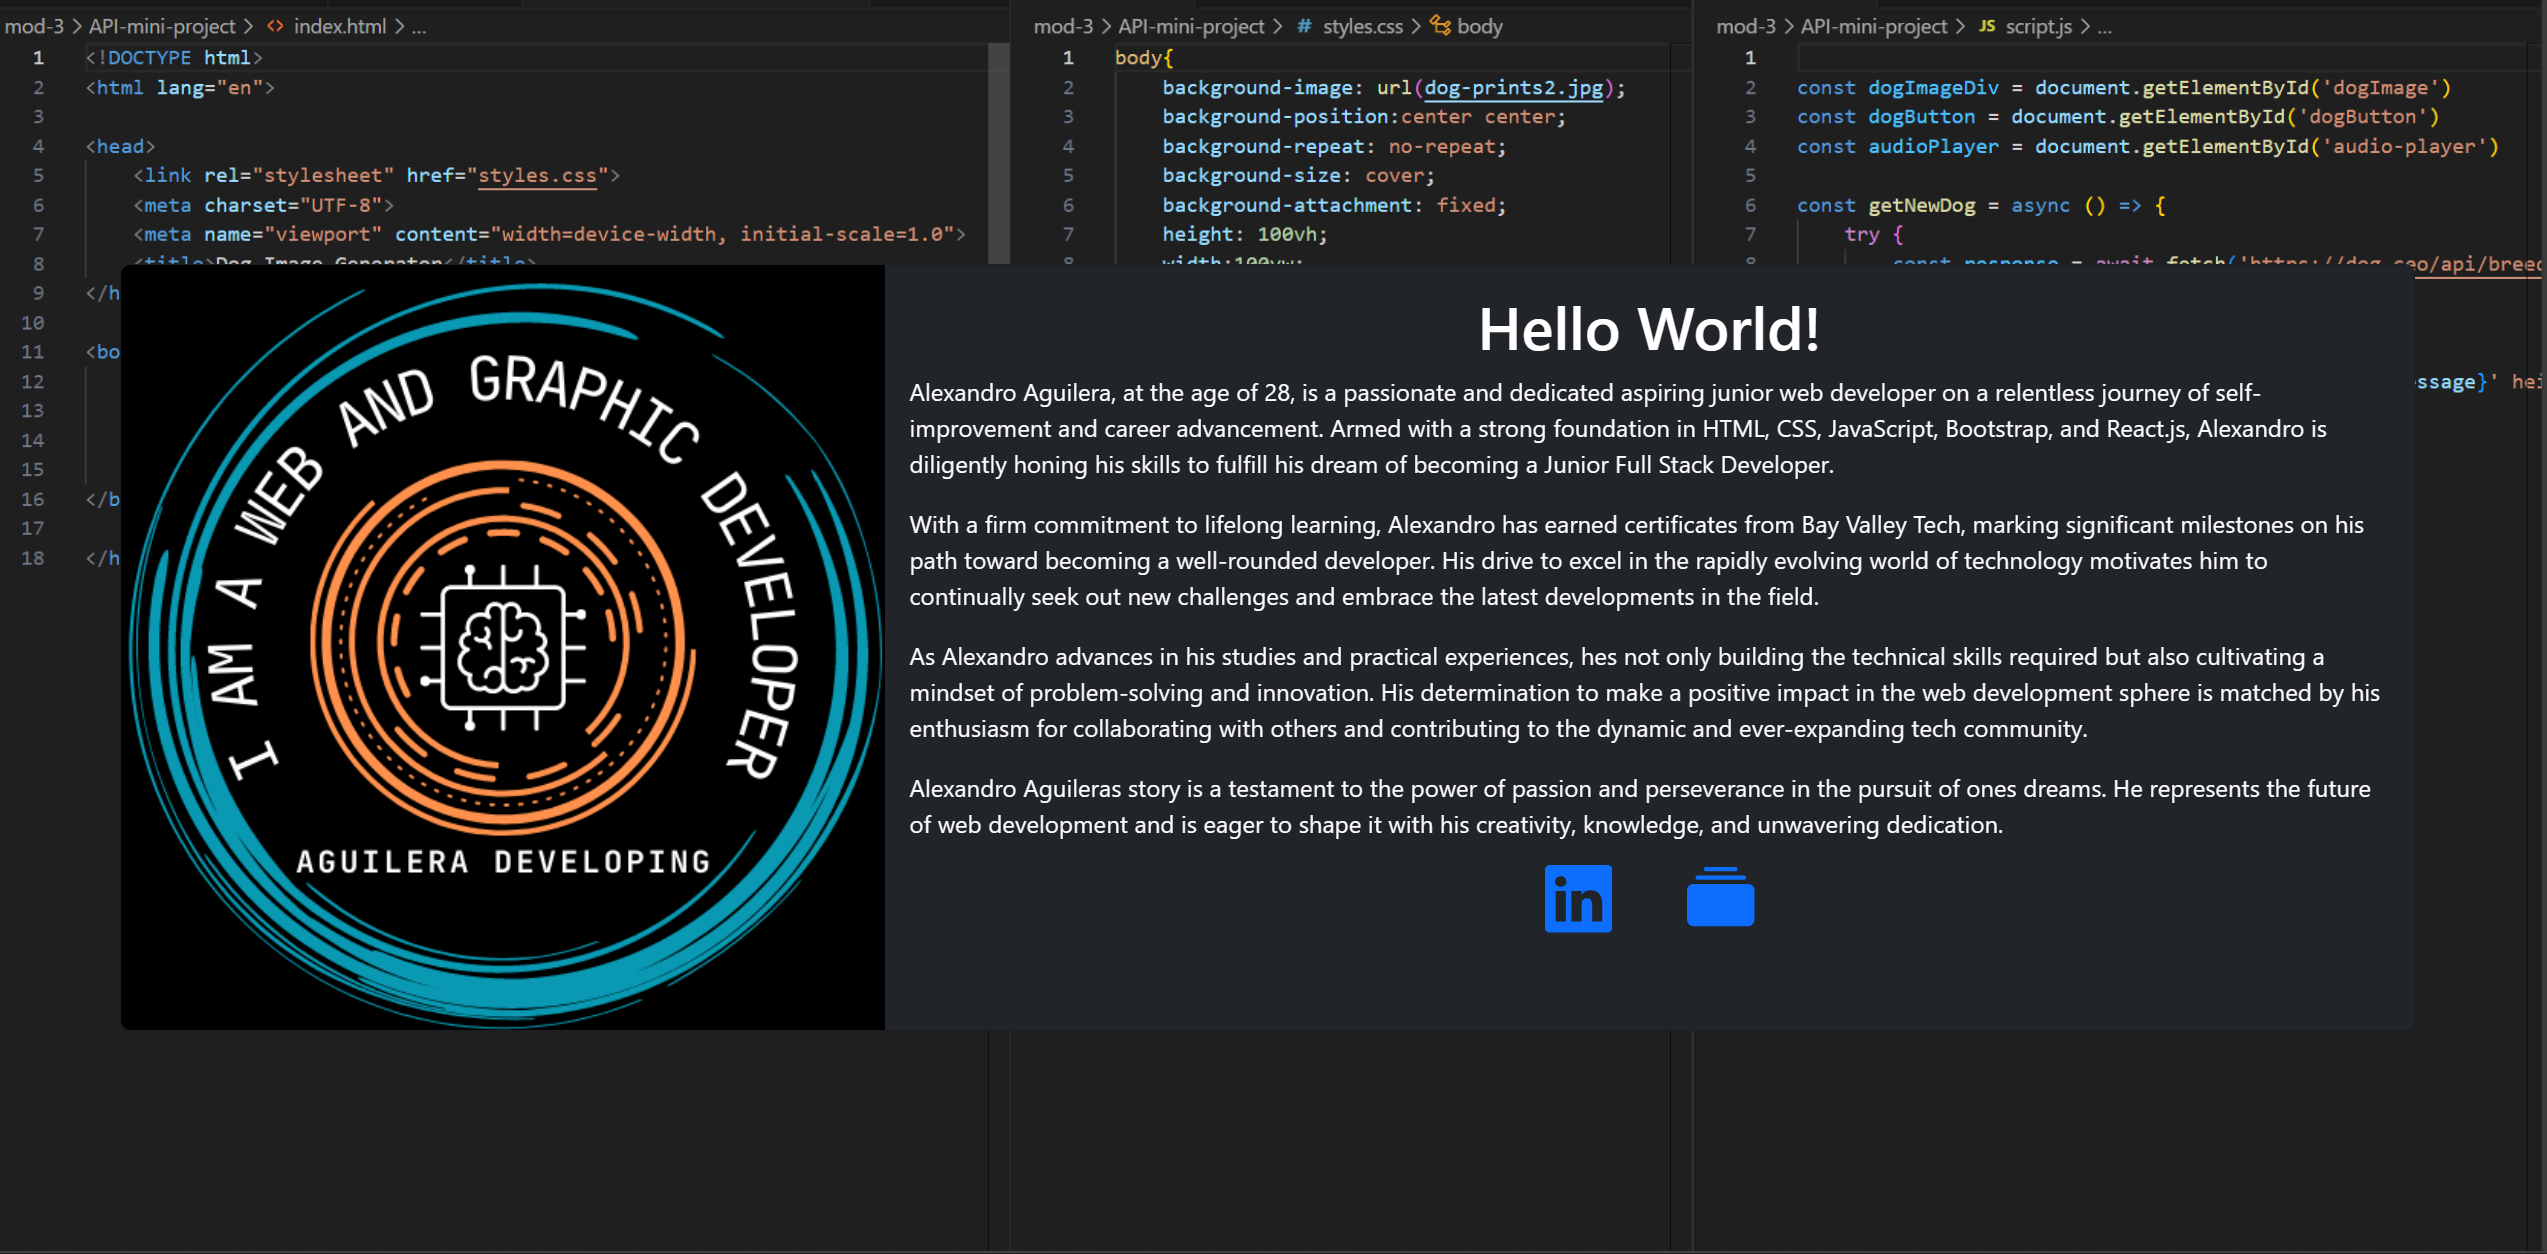 mod-3 > API-mini-project > <> index.html > ...
1 <!DOCTYPE html>
2 <html lang="en">
3
4 <head>
5 <link rel="stylesheet" href="styles.css">
6 <meta charset="UTF-8">
7 <meta name="viewport" content="width=device-width, initial-scale=1.0">
8 <title>Dog Image Generator</title>
9 </h
10
11 <bo
12
13
14
15
16 </b
17
18 </h
mod-3 > API-mini-project > # styles.css > body
1 body{
2 background-image: url(dog-prints2.jpg);
3 background-position:center center;
4 background-repeat: no-repeat;
5 background-size: cover;
6 background-attachment: fixed;
7 height: 100vh;
8 width:100vw;
mod-3 > API-mini-project > JS script.js > ...
1
2 const dogImageDiv = document.getElementById('dogImage')
3 const dogButton = document.getElementById('dogButton')
4 const audioPlayer = document.getElementById('audio-player')
5
6 const getNewDog = async () => {
7 try {
8 const response = await fetch('https://dog.ceo/api/breed
ssage}' hei
I AM A WEB AND GRAPHIC DEVELOPER
AGUILERA DEVELOPING
Hello World!
Alexandro Aguilera, at the age of 28, is a passionate and dedicated aspiring junior web developer on a relentless journey of self-
improvement and career advancement. Armed with a strong foundation in HTML, CSS, JavaScript, Bootstrap, and React.js, Alexandro is
diligently honing his skills to fulfill his dream of becoming a Junior Full Stack Developer.
With a firm commitment to lifelong learning, Alexandro has earned certificates from Bay Valley Tech, marking significant milestones on his
path toward becoming a well-rounded developer. His drive to excel in the rapidly evolving world of technology motivates him to
continually seek out new challenges and embrace the latest developments in the field.
As Alexandro advances in his studies and practical experiences, hes not only building the technical skills required but also cultivating a
mindset of problem-solving and innovation. His determination to make a positive impact in the web development sphere is matched by his
enthusiasm for collaborating with others and contributing to the dynamic and ever-expanding tech community.
Alexandro Aguileras story is a testament to the power of passion and perseverance in the pursuit of ones dreams. He represents the future
of web development and is eager to shape it with his creativity, knowledge, and unwavering dedication.
in